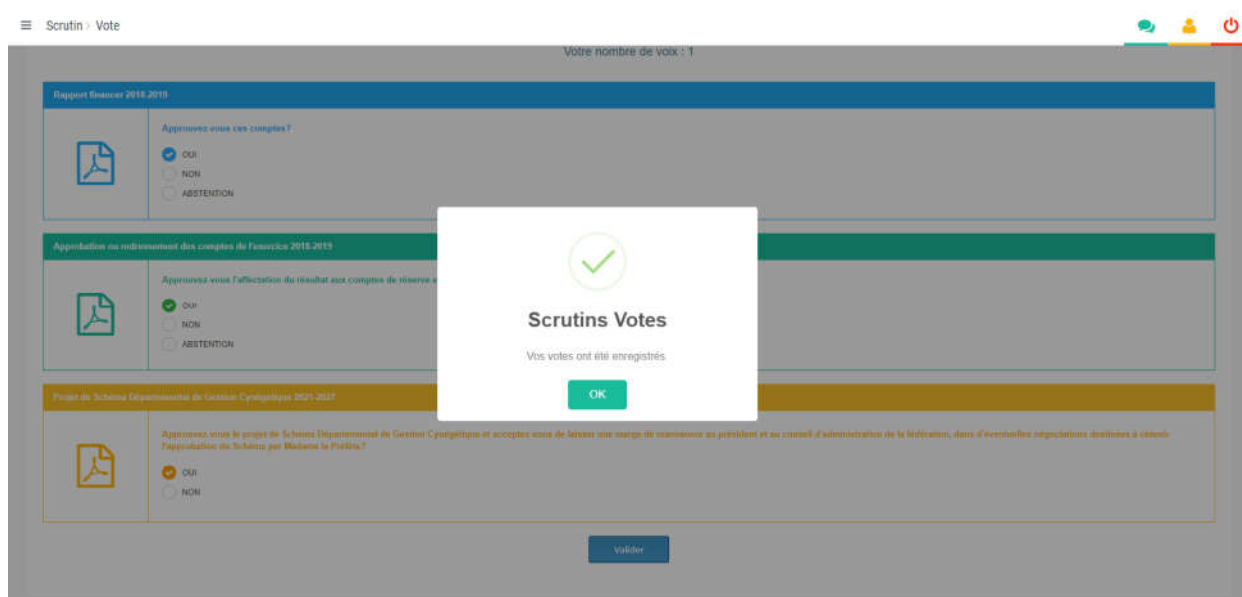 Scrutin > Vote
Votre nombre de voix : 1
Rapport financer 2018.2019
Approuvez vous ces comptes?
OUI
NON
ABSTENTION
Approbation ou redressement des comptes de l'exercice 2018-2019
Approuvez vous l'affectation du résultat aux comptes de réserve
OUI
NON
ABSTENTION
Scrutins Votes
Vos votes ont été enregistrés
OK
Projet de Schéma Départemental de Gestion Cynégétique 2021-2027
Approuvez vous le projet de Schéma Départemental de Gestion Cynégétique et acceptez vous de laisser une marge de manoeuvre au président et au conseil d'administration de la fédération, dans d'éventuelles négociations destinées à obtenir
l'approbation du Schéma par Madame la Préfète?
OUI
NON
Valider